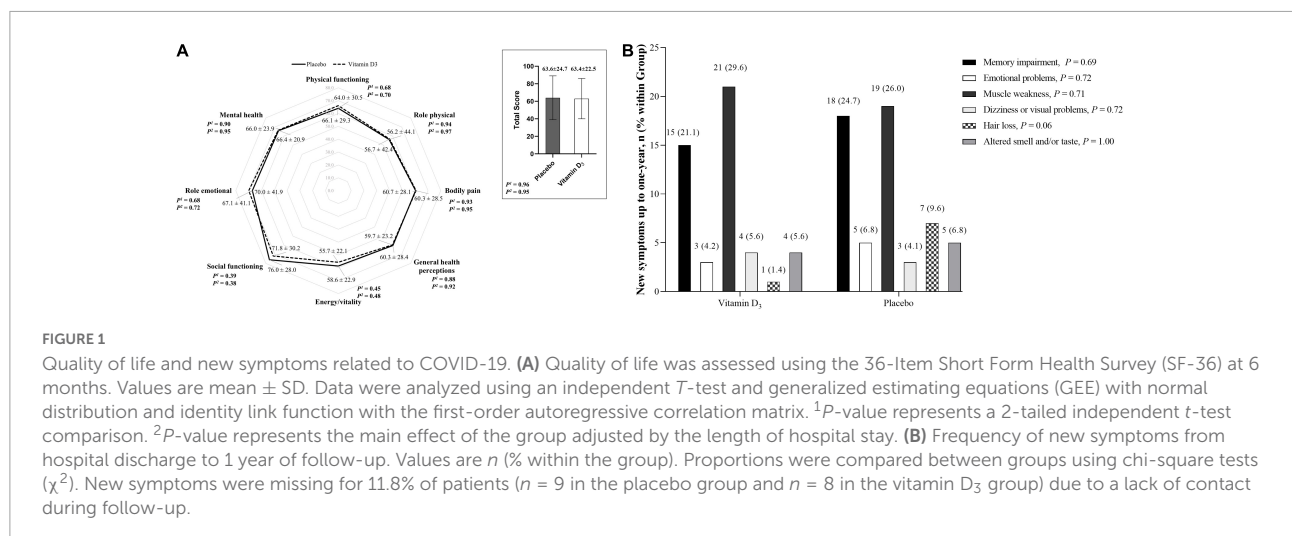 A
Placebo
Vitamin D3
Physical functioning
P¹ = 0.68
P² = 0.70
64.0 ± 30.5
66.1 ± 29.3
Role physical
P¹ = 0.94
P² = 0.97
56.2 ± 44.1
56.7 ± 42.4
Bodily pain
P¹ = 0.93
P² = 0.95
60.7 ± 28.1
60.3 ± 28.5
General health
perceptions
P¹ = 0.88
P² = 0.92
59.7 ± 23.2
60.3 ± 28.4
Energy/vitality
P¹ = 0.45
P² = 0.48
55.7 ± 22.1
58.6 ± 22.9
Social functioning
P¹ = 0.39
P² = 0.38
71.8 ± 30.2
76.0 ± 28.0
Role emotional
P¹ = 0.68
P² = 0.72
70.0 ± 41.9
67.1 ± 41.1
Mental health
P¹ = 0.90
P² = 0.95
66.0 ± 23.9
66.4 ± 20.9
Total Score
100
80
60
40
20
0
63.6±24.7
63.4±22.5
Placebo
Vitamin D₃
P¹ = 0.96
P² = 0.95
B
New symptoms up to one-year, n (% within Group)
25
20
15
10
5
0
15 (21.1)
3 (4.2)
21 (29.6)
4 (5.6)
1 (1.4)
4 (5.6)
18 (24.7)
5 (6.8)
19 (26.0)
3 (4.1)
7 (9.6)
5 (6.8)
Vitamin D₃
Placebo
Memory impairment, P = 0.69
Emotional problems, P = 0.72
Muscle weakness, P = 0.71
Dizziness or visual problems, P = 0.72
Hair loss, P = 0.06
Altered smell and/or taste, P = 1.00
FIGURE 1
Quality of life and new symptoms related to COVID-19. (A) Quality of life was assessed using the 36-Item Short Form Health Survey (SF-36) at 6
months. Values are mean ± SD. Data were analyzed using an independent T-test and generalized estimating equations (GEE) with normal
distribution and identity link function with the first-order autoregressive correlation matrix. ¹P-value represents a 2-tailed independent t-test
comparison. ²P-value represents the main effect of the group adjusted by the length of hospital stay. (B) Frequency of new symptoms from
hospital discharge to 1 year of follow-up. Values are n (% within the group). Proportions were compared between groups using chi-square tests
(χ²). New symptoms were missing for 11.8% of patients (n = 9 in the placebo group and n = 8 in the vitamin D₃ group) due to a lack of contact
during follow-up.